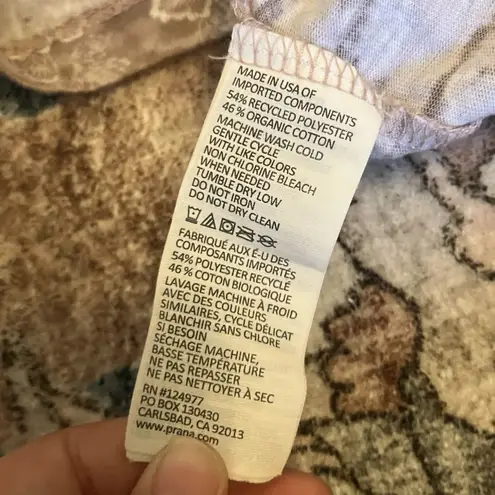 MADE IN USA OF
IMPORTED COMPONENTS
54% RECYCLED POLYESTER
46 % ORGANIC COTTON
MACHINE WASH COLD
GENTLE CYCLE
WITH LIKE COLORS
NON CHLORINE BLEACH
WHEN NEEDED
TUMBLE DRY LOW
DO NOT IRON
DO NOT DRY CLEAN
FABRIQUÉ AUX É-U DES
COMPOSANTS IMPORTÉS
54% POLYESTER RECYCLÉ
46 % COTON BIOLOGIQUE
LAVAGE MACHINE À FROID
AVEC DES COULEURS
SIMILAIRES, CYCLE DÉLICAT
BLANCHIR SANS CHLORE
SI BESOIN
SÉCHAGE MACHINE,
BASSE TEMPÉRATURE
NE PAS REPASSER
NE PAS NETTOYER À SEC
RN #124977
PO BOX 130430
CARLSBAD, CA 92013
www.prana.com